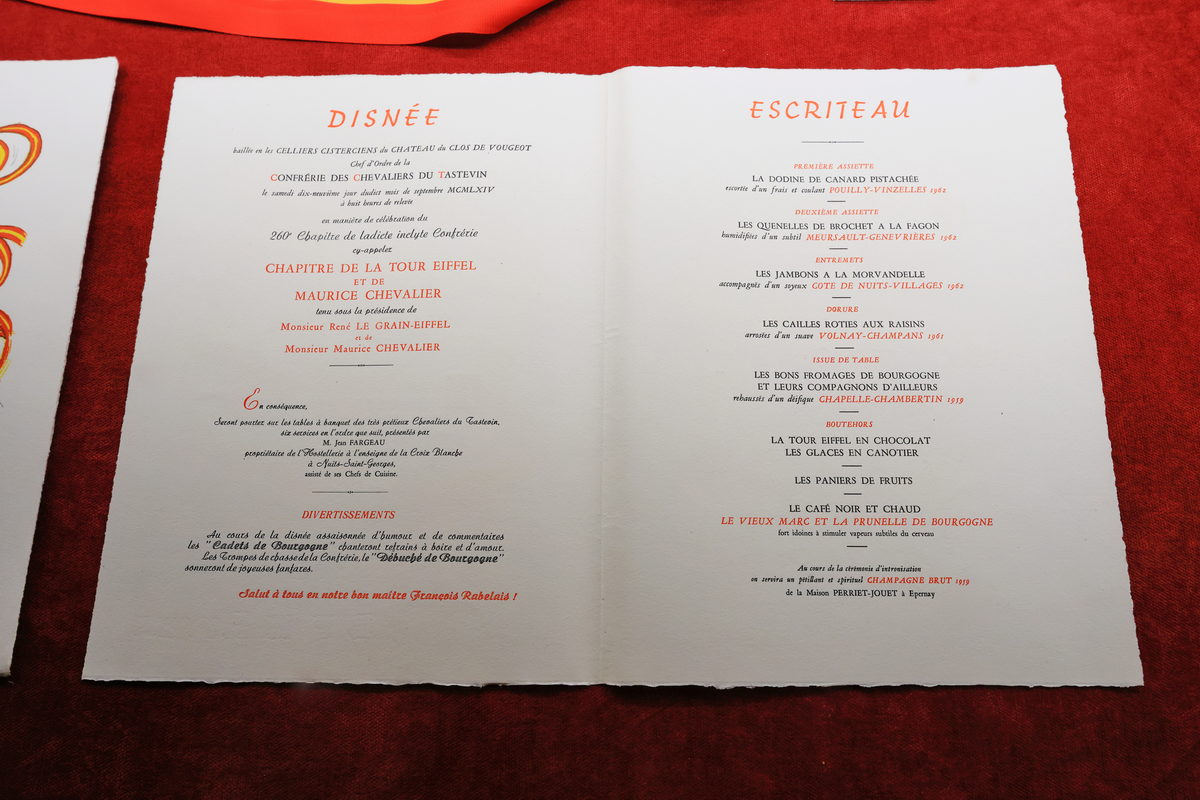 DISNÉE
baillée en les CELLIERS CISTERCIENS du CHATEAU du CLOS DE VOUGEOT
Chef d'Ordre de la
CONFRÉRIE DES CHEVALIERS DU TASTEVIN
le samedi dix-neuvième jour dudict mois de septembre MCMLXIV
à huit heures de relevée
en manière de célébration du
260e Chapitre de ladicte inclyte Confrérie
cy-appelez
CHAPITRE DE LA TOUR EIFFEL
ET DE
MAURICE CHEVALIER
tenu sous la présidence de
Monsieur René LE GRAIN-EIFFEL
et de
Monsieur Maurice CHEVALIER
En conséquence,
Seront portez sur les tables à banquet des très prétieux Chevaliers du Tastevin,
six services en l'ordre que suit, présentés par
M. Jean FARGEAU
propriétaire de l'Hostellerie à l'enseigne de la Croix Blanche
à Nuits-Saint-Georges,
assisté de ses Chefs de Cuisine.
DIVERTISSEMENTS
Au cours de la disnée assaisonnée d'humour et de commentaires
les "Cadets de Bourgogne" chanteront refrains à boire et d'amour.
Les Trompes de chasse de la Confrérie, le "Débuché de Bourgogne"
sonneront de joyeuses fanfares.
Salut à tous en notre bon maître François Rabelais !
ESCRITEAU
PREMIÈRE ASSIETTE
LA DODINE DE CANARD PISTACHÉE
escortée d'un frais et coulant POUILLY-VINZELLES 1962
DEUXIÈME ASSIETTE
LES QUENELLES DE BROCHET A LA FAGON
humidifiées d'un subtil MEURSAULT-GENEVRIÈRES 1962
ENTREMETS
LES JAMBONS A LA MORVANDELLE
accompagnés d'un soyeux COTE DE NUITS-VILLAGES 1962
DORURE
LES CAILLES ROTIES AUX RAISINS
arrostées d'un suave VOLNAY-CHAMPANS 1961
ISSUE DE TABLE
LES BONS FROMAGES DE BOURGOGNE
ET LEURS COMPAGNONS D'AILLEURS
rehaussés d'un déifique CHAPELLE-CHAMBERTIN 1959
BOUTEHORS
LA TOUR EIFFEL EN CHOCOLAT
LES GLACES EN CANOTIER
LES PANIERS DE FRUITS
LE CAFÉ NOIR ET CHAUD
LE VIEUX MARC ET LA PRUNELLE DE BOURGOGNE
fort idoines à stimuler vapeurs subtiles du cerveau
Au cours de la cérémonie d'intronisation
on servira un pétillant et spirituel CHAMPAGNE BRUT 1959
de la Maison PERRIET-JOUET à Epernay